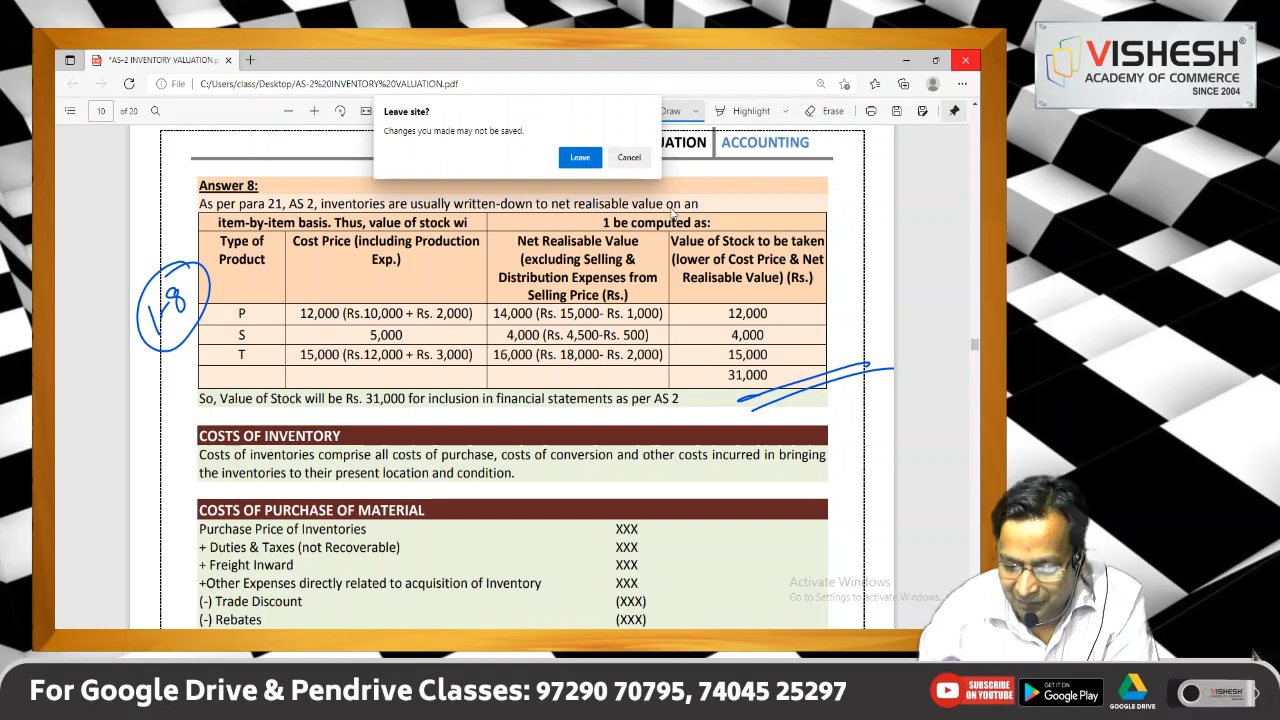 VISHESH®
ACADEMY OF COMMERCE
SINCE 2004
*AS-2 INVENTORY VALUATION.p
File
C:/Users/class/Desktop/AS-2%20INVENTORY%20VALUATION.pdf
10 of 20
Draw
Highlight
Erase
Leave site?
Changes you made may not be saved.
Leave
Cancel
UATION
ACCOUNTING
Answer 8:
As per para 21, AS 2, inventories are usually written-down to net realisable value on an
item-by-item basis. Thus, value of stock wi 1 be computed as:
Type of Product
Cost Price (including Production Exp.)
Net Realisable Value (excluding Selling & Distribution Expenses from Selling Price (Rs.)
Value of Stock to be taken (lower of Cost Price & Net Realisable Value) (Rs.)
P 12,000 (Rs.10,000 + Rs. 2,000) 14,000 (Rs. 15,000- Rs. 1,000) 12,000
S 5,000 4,000 (Rs. 4,500-Rs. 500) 4,000
T 15,000 (Rs.12,000 + Rs. 3,000) 16,000 (Rs. 18,000- Rs. 2,000) 15,000
31,000
So, Value of Stock will be Rs. 31,000 for inclusion in financial statements as per AS 2
COSTS OF INVENTORY
Costs of inventories comprise all costs of purchase, costs of conversion and other costs incurred in bringing
the inventories to their present location and condition.
COSTS OF PURCHASE OF MATERIAL
Purchase Price of Inventories XXX
+ Duties & Taxes (not Recoverable) XXX
+ Freight Inward XXX
+Other Expenses directly related to acquisition of Inventory XXX
(-) Trade Discount (XXX)
(-) Rebates (XXX)
Activate Windows
Go to Settings to activate Windows.
For Google Drive & Pendrive Classes: 97290 70795, 74045 25297
SUBSCRIBE
ON YOUTUBE
GET IT ON
Google Play
GOOGLE DRIVE
VISHESH